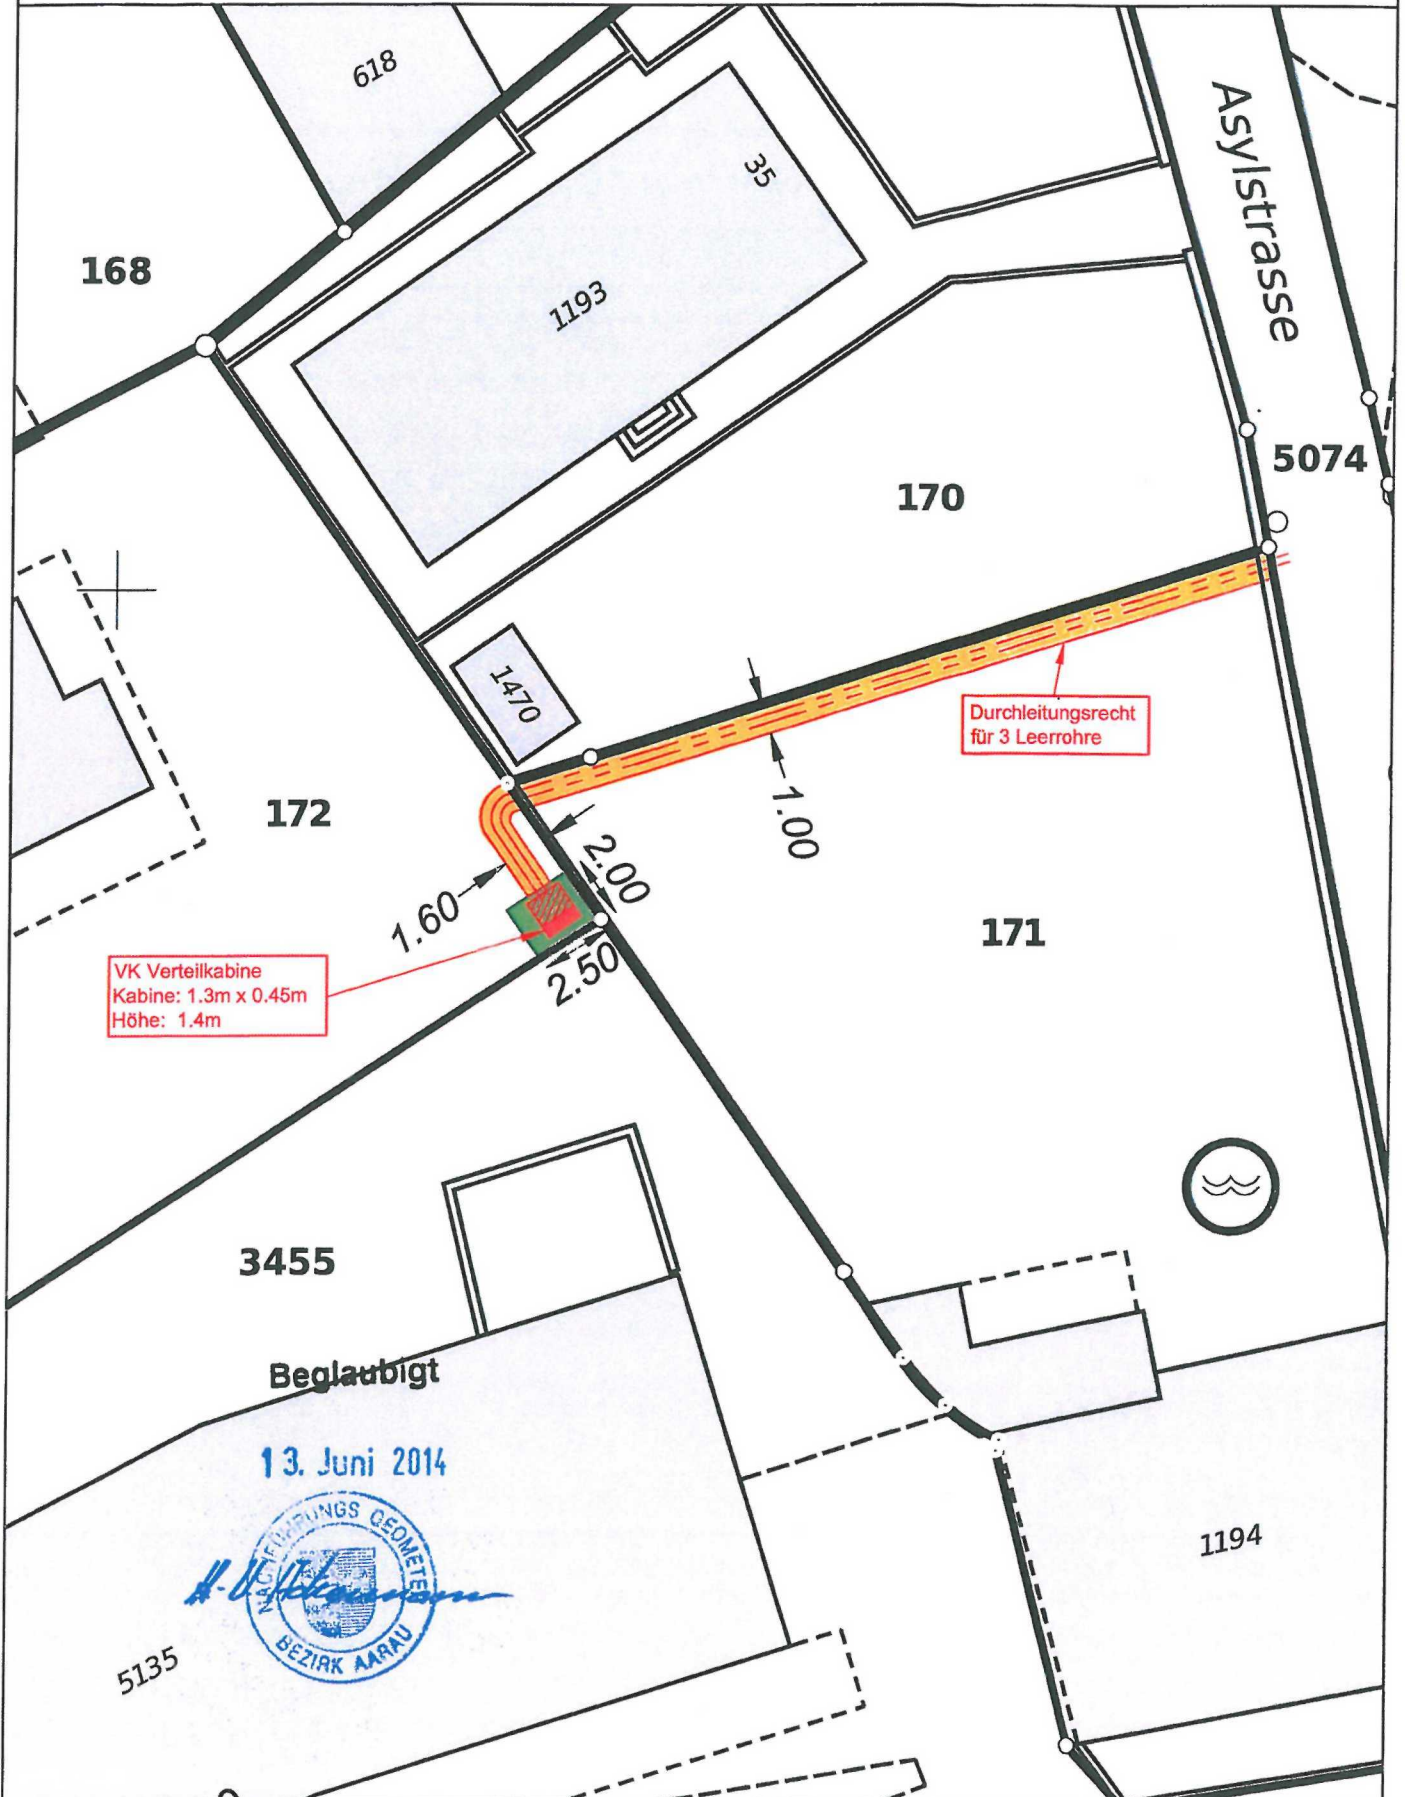 618
35
Asylstrasse
168
1193
5074
170
1470
Durchleitungsrecht
für 3 Leerrohre
172
1.00
2.00
1.60
171
2.50
VK Verteilkabine
Kabine: 1.3m x 0.45m
Höhe: 1.4m
3455
Beglaubigt
13. Juni 2014
NACHFÜHRUNGS GEOMETER
BEZIRK AARAU
1194
5135